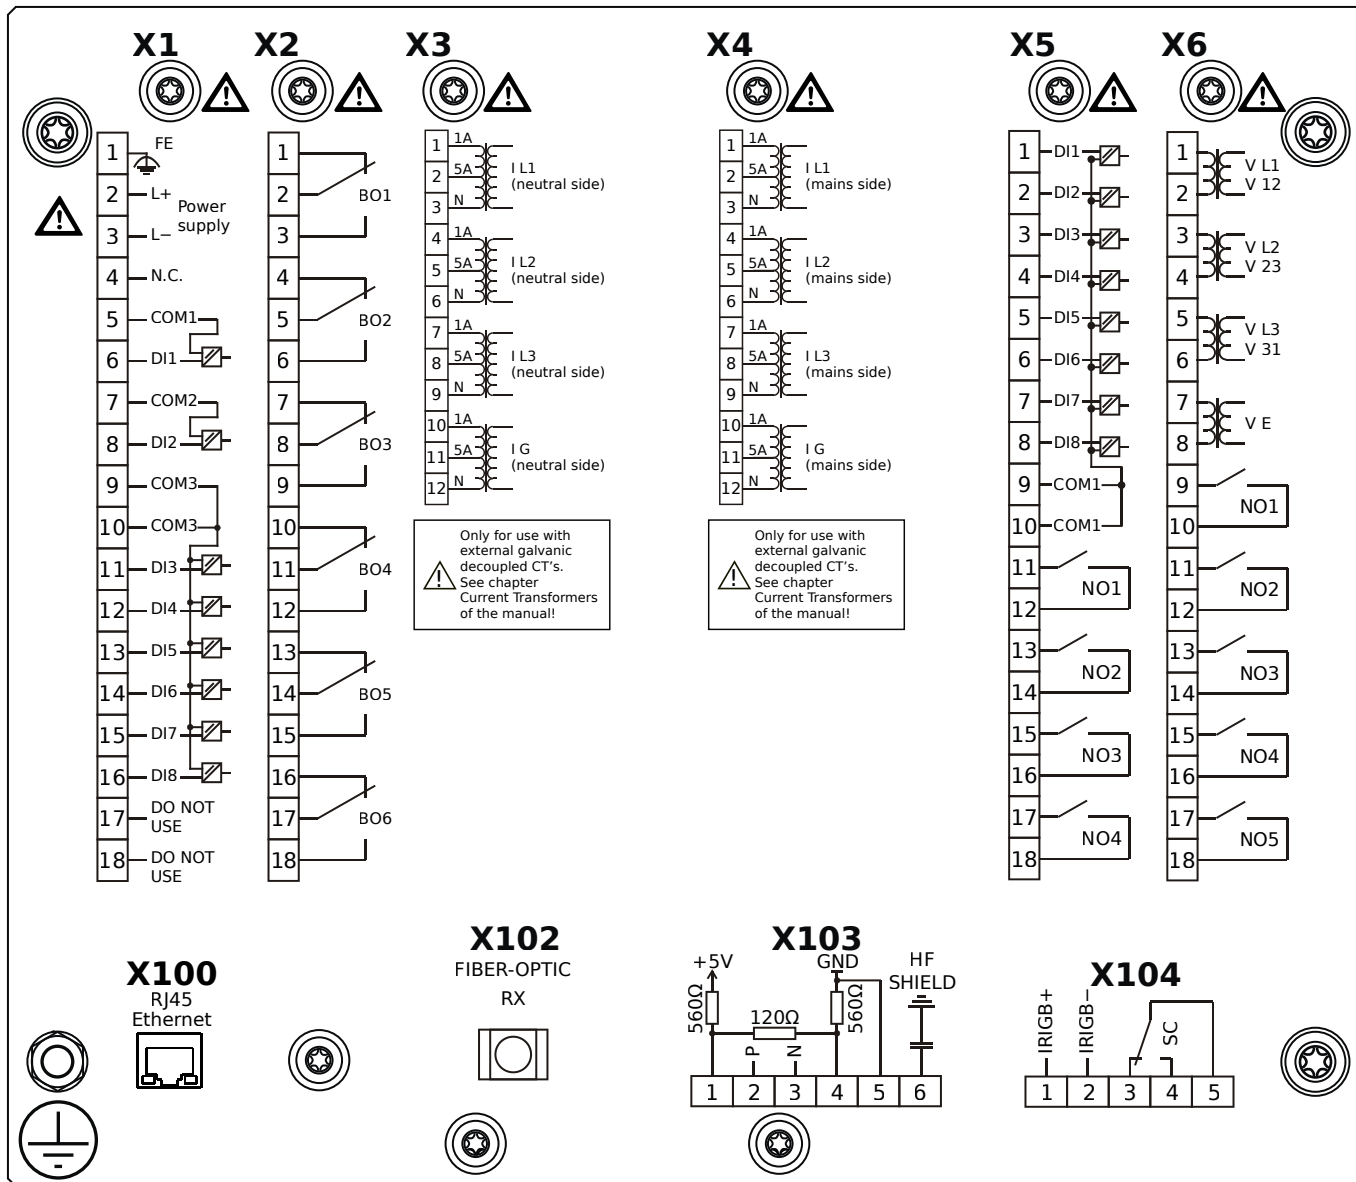 X1
1
FE
2
L+
Power
supply
3
L−
4
N.C.
5
COM1
6
DI1
7
COM2
8
DI2
9
COM3
10
COM3
11
DI3
12
DI4
13
DI5
14
DI6
15
DI7
16
DI8
17
DO NOT
USE
18
DO NOT
USE
X2
1
2
BO1
3
4
5
BO2
6
7
8
BO3
9
10
11
BO4
12
13
14
BO5
15
16
17
BO6
18
X3
1
1A
2
5A
I L1
(neutral side)
3
N
4
1A
5
5A
I L2
(neutral side)
6
N
7
1A
8
5A
I L3
(neutral side)
9
N
10
1A
11
5A
I G
(neutral side)
12
N
Only for use with
external galvanic
decoupled CT's.
See chapter
Current Transformers
of the manual!
X4
1
1A
2
5A
I L1
(mains side)
3
N
4
1A
5
5A
I L2
(mains side)
6
N
7
1A
8
5A
I L3
(mains side)
9
N
10
1A
11
5A
I G
(mains side)
12
N
Only for use with
external galvanic
decoupled CT's.
See chapter
Current Transformers
of the manual!
X5
1
DI1
2
DI2
3
DI3
4
DI4
5
DI5
6
DI6
7
DI7
8
DI8
9
COM1
10
COM1
11
NO1
12
13
NO2
14
15
NO3
16
17
NO4
18
X6
1
V L1
V 12
2
3
V L2
V 23
4
5
V L3
V 31
6
7
V E
8
9
NO1
10
11
NO2
12
13
NO3
14
15
NO4
16
17
NO5
18
X100
RJ45
Ethernet
X102
FIBER-OPTIC
RX
X103
+5V
GND
HF
SHIELD
560Ω
120Ω
560Ω
P
N
1 2 3 4 5 6
X104
IRIGB+
IRIGB−
SC
1 2 3 4 5